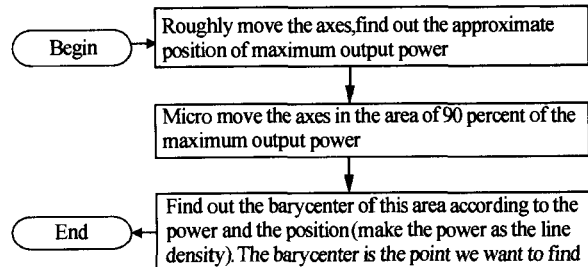 Begin
Roughly move the axes,find out the approximate
position of maximum output power
Micro move the axes in the area of 90 percent of the
maximum output power
Find out the barycenter of this area according to the
power and the position(make the power as the line
density). The barycenter is the point we want to find
End